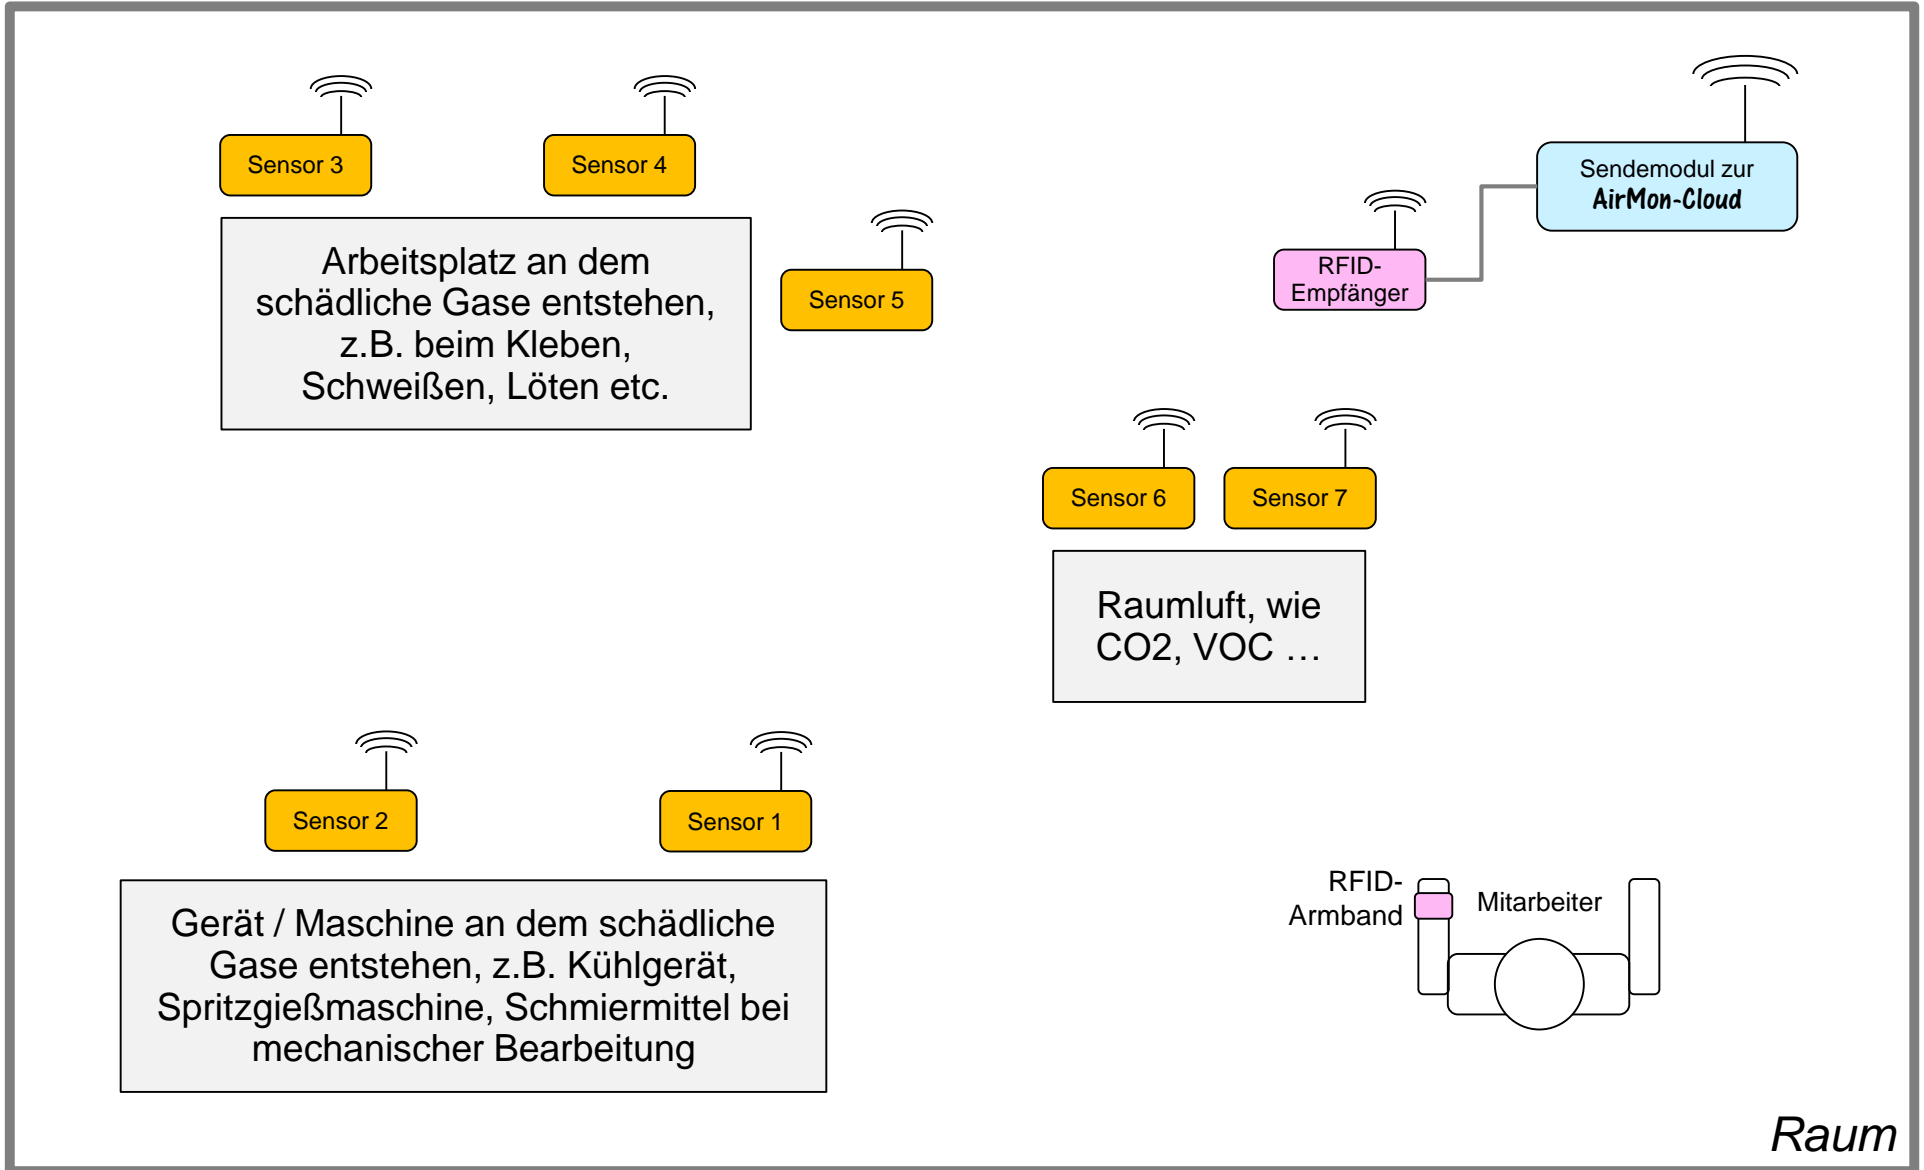 Sensor 3
Sensor 4
Sendemodul zur
AirMon-Cloud
Arbeitsplatz an dem
schädliche Gase entstehen,
z.B. beim Kleben,
Schweißen, Löten etc.
Sensor 5
RFID-
Empfänger
Sensor 6
Sensor 7
Raumluft, wie
CO2, VOC …
Sensor 2
Sensor 1
Gerät / Maschine an dem schädliche
Gase entstehen, z.B. Kühlgerät,
Spritzgießmaschine, Schmiermittel bei
mechanischer Bearbeitung
RFID-
Armband
Mitarbeiter
Raum